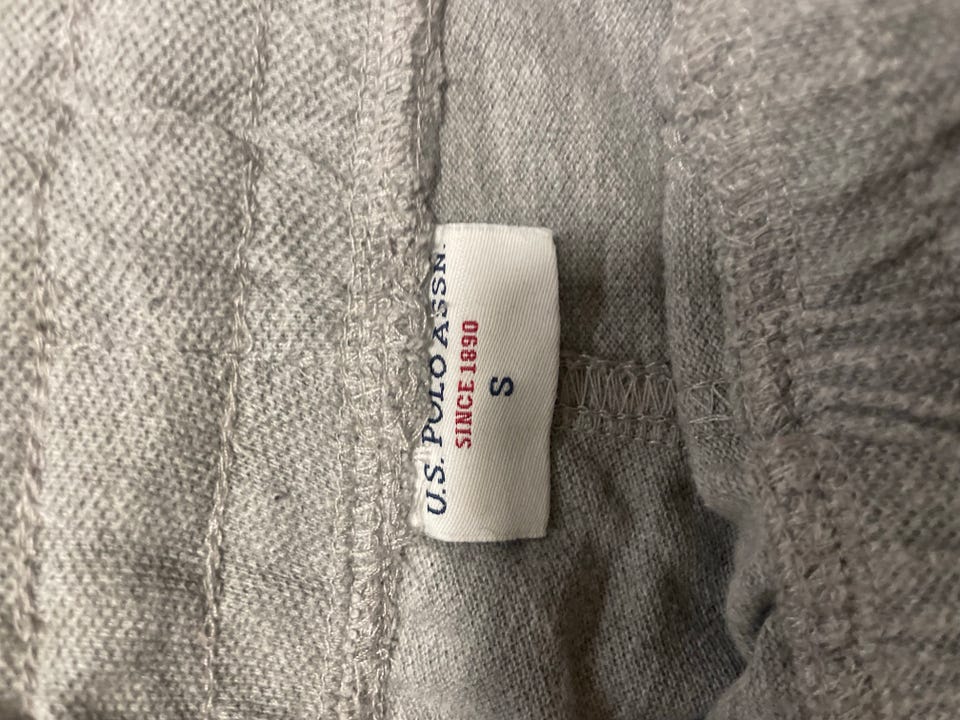 U.S. POLO ASSN.
SINCE 1890
S